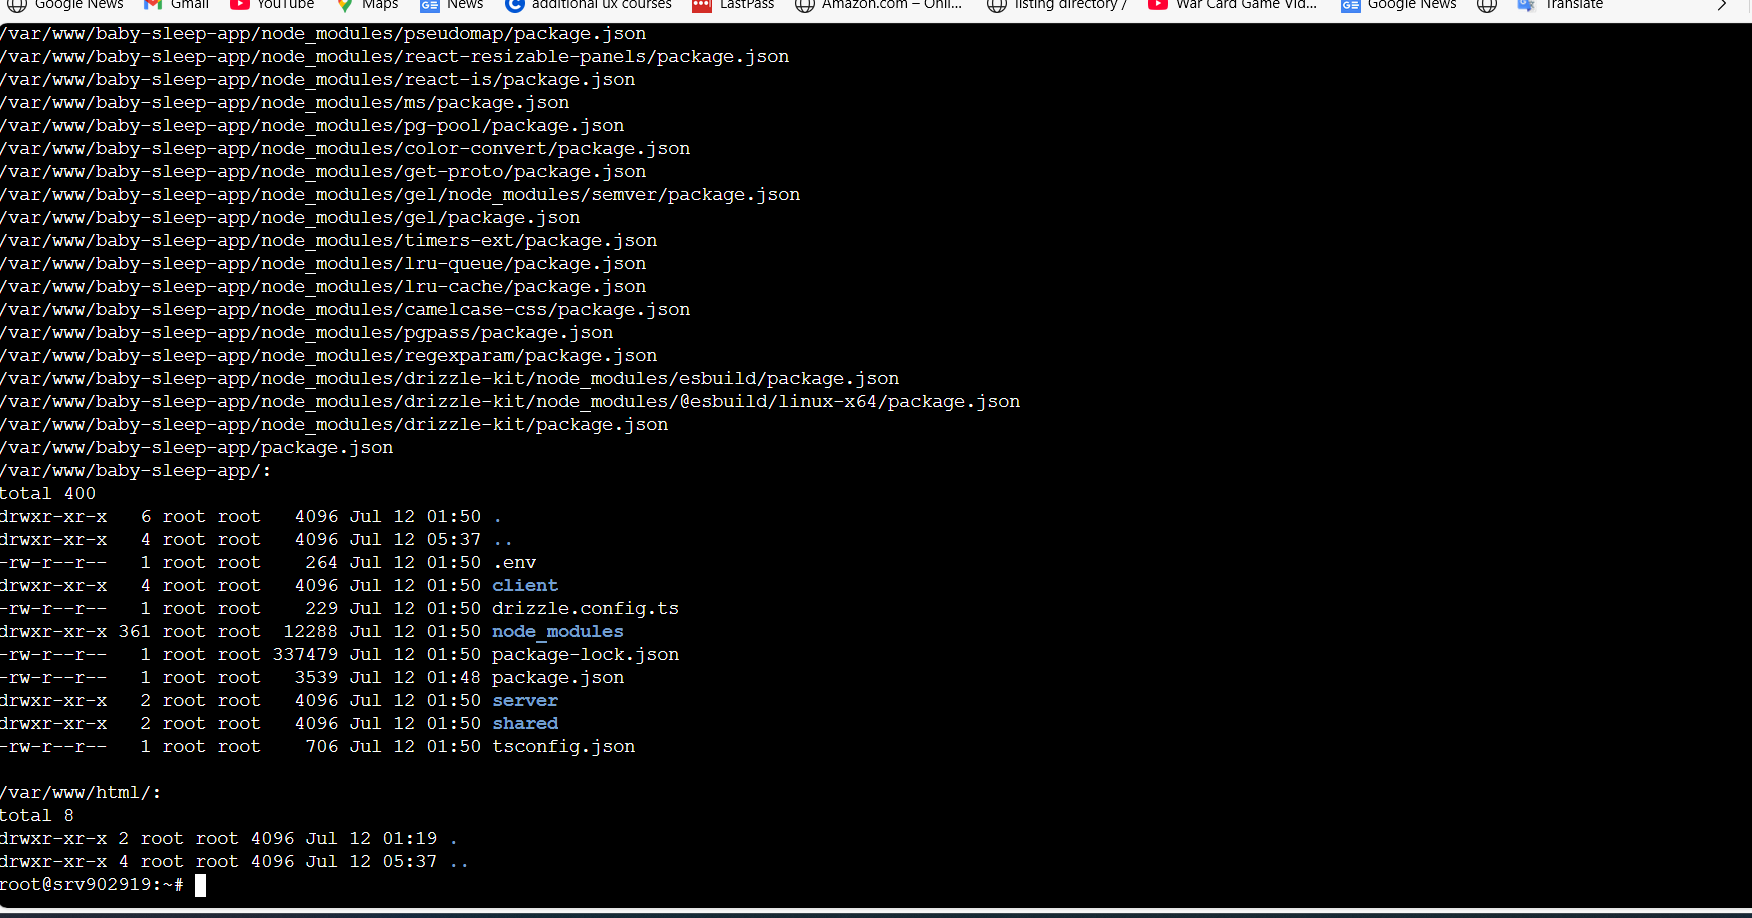 Google News Gmail YouTube Maps News additional ux courses LastPass Amazon.com – Onli... listing directory / War Card Game Vid... Google News Translate
/var/www/baby-sleep-app/node_modules/pseudomap/package.json
/var/www/baby-sleep-app/node_modules/react-resizable-panels/package.json
/var/www/baby-sleep-app/node_modules/react-is/package.json
/var/www/baby-sleep-app/node_modules/ms/package.json
/var/www/baby-sleep-app/node_modules/pg-pool/package.json
/var/www/baby-sleep-app/node_modules/color-convert/package.json
/var/www/baby-sleep-app/node_modules/get-proto/package.json
/var/www/baby-sleep-app/node_modules/gel/node_modules/semver/package.json
/var/www/baby-sleep-app/node_modules/gel/package.json
/var/www/baby-sleep-app/node_modules/timers-ext/package.json
/var/www/baby-sleep-app/node_modules/lru-queue/package.json
/var/www/baby-sleep-app/node_modules/lru-cache/package.json
/var/www/baby-sleep-app/node_modules/camelcase-css/package.json
/var/www/baby-sleep-app/node_modules/pgpass/package.json
/var/www/baby-sleep-app/node_modules/regexparam/package.json
/var/www/baby-sleep-app/node_modules/drizzle-kit/node_modules/esbuild/package.json
/var/www/baby-sleep-app/node_modules/drizzle-kit/node_modules/@esbuild/linux-x64/package.json
/var/www/baby-sleep-app/node_modules/drizzle-kit/package.json
/var/www/baby-sleep-app/package.json
/var/www/baby-sleep-app/:
total 400
drwxr-xr-x   6 root root   4096 Jul 12 01:50 .
drwxr-xr-x   4 root root   4096 Jul 12 05:37 ..
-rw-r--r--   1 root root    264 Jul 12 01:50 .env
drwxr-xr-x   4 root root   4096 Jul 12 01:50 client
-rw-r--r--   1 root root    229 Jul 12 01:50 drizzle.config.ts
drwxr-xr-x 361 root root  12288 Jul 12 01:50 node_modules
-rw-r--r--   1 root root 337479 Jul 12 01:50 package-lock.json
-rw-r--r--   1 root root   3539 Jul 12 01:48 package.json
drwxr-xr-x   2 root root   4096 Jul 12 01:50 server
drwxr-xr-x   2 root root   4096 Jul 12 01:50 shared
-rw-r--r--   1 root root    706 Jul 12 01:50 tsconfig.json
/var/www/html/:
total 8
drwxr-xr-x 2 root root 4096 Jul 12 01:19 .
drwxr-xr-x 4 root root 4096 Jul 12 05:37 ..
root@srv902919:~#